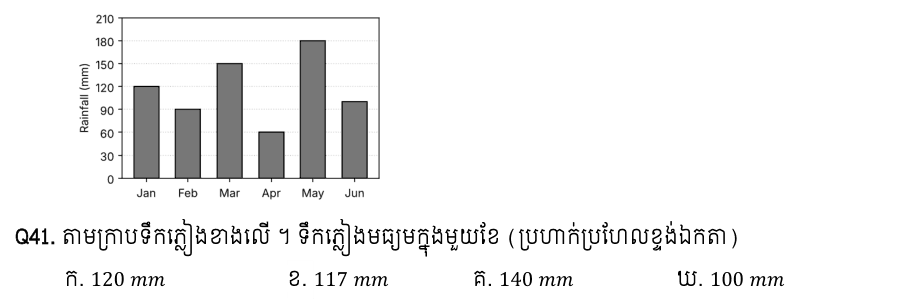 210
180
150
120
90
60
30
0
Rainfall (mm)
Jan Feb Mar Apr May Jun
Q41. តាមក្រាបទឹកភ្លៀងខាងលើ ។ ទឹកភ្លៀងមធ្យមក្នុងមួយខែ (ប្រហាក់ប្រហែលខ្ទង់ឯកតា)
ក. 120 mm ខ. 117 mm គ. 140 mm ឃ. 100 mm